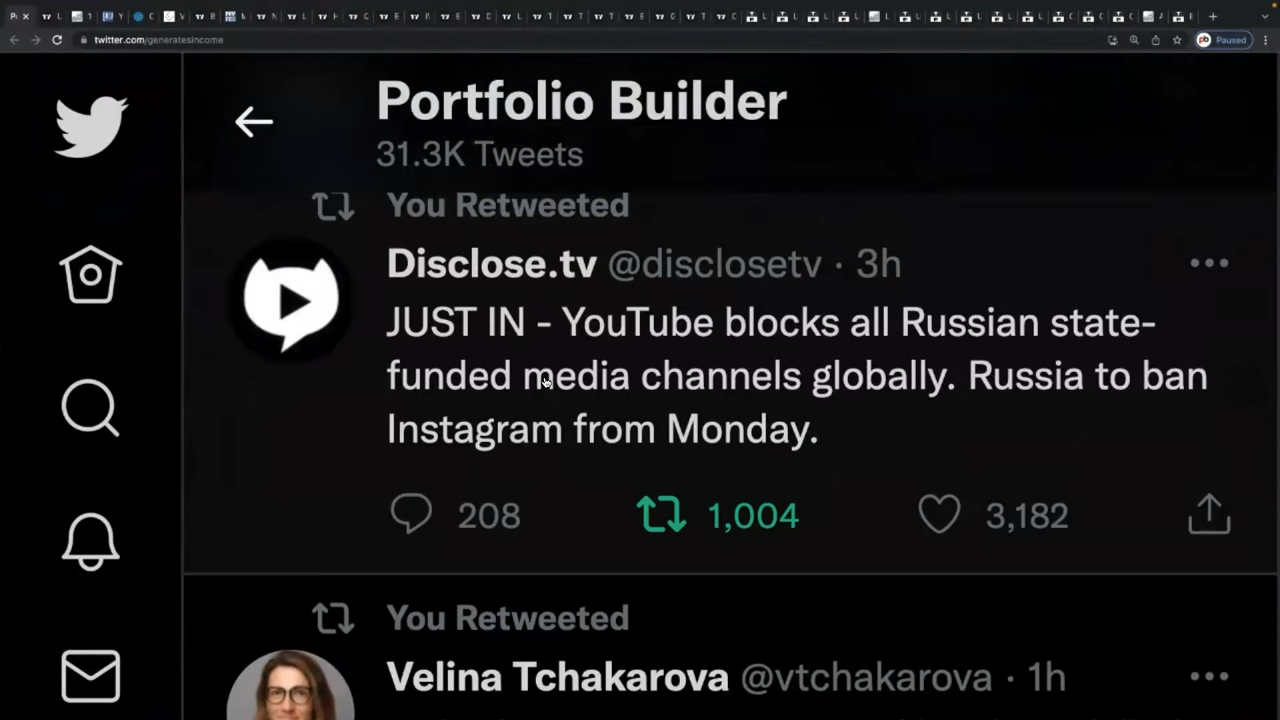 twitter.com/generatesincome
pb Paused
Portfolio Builder
31.3K Tweets
You Retweeted
Disclose.tv @disclosetv · 3h
JUST IN - YouTube blocks all Russian state-
funded media channels globally. Russia to ban
Instagram from Monday.
208 1,004 3,182
You Retweeted
Velina Tchakarova @vtchakarova · 1h